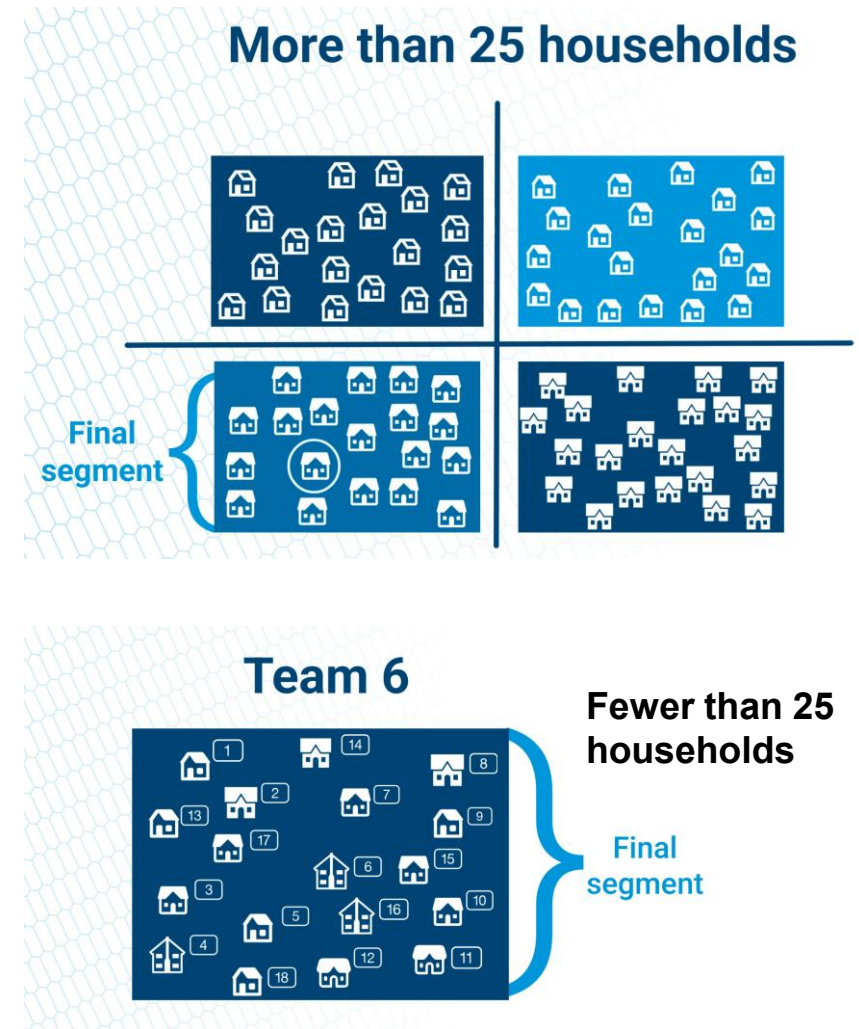 More than 25 households
Final
segment
Team 6
Fewer than 25
households
1
14
8
2
7
13
9
17
6
15
3
10
5
16
4
12
11
18
Final
segment